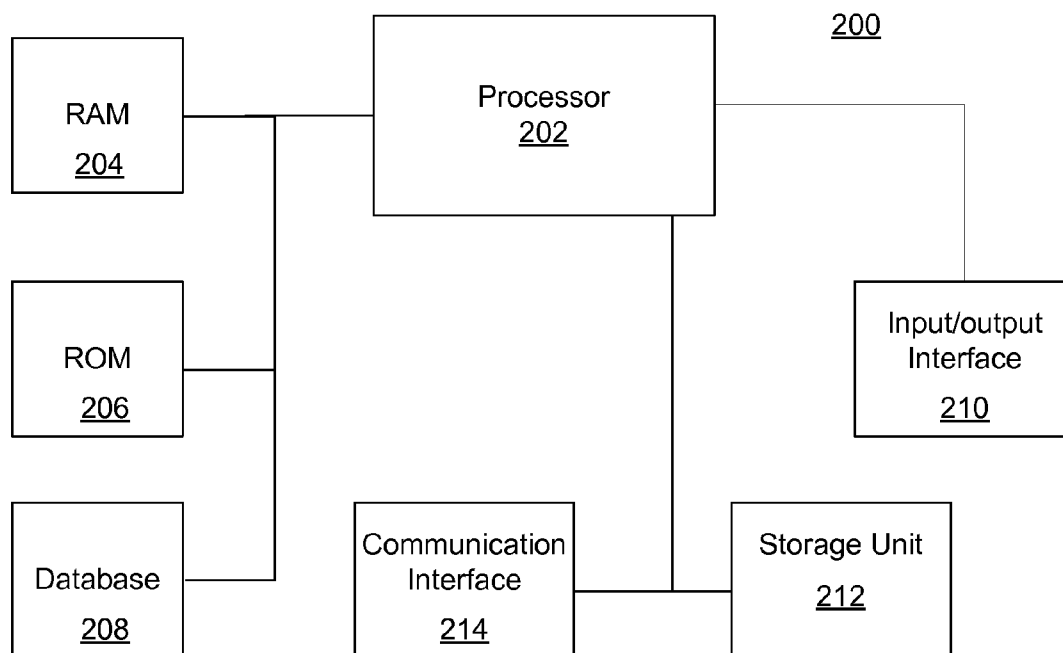 200
Processor
202
RAM
204
ROM
206
Input/output
Interface
210
Database
208
Communication
Interface
214
Storage Unit
212